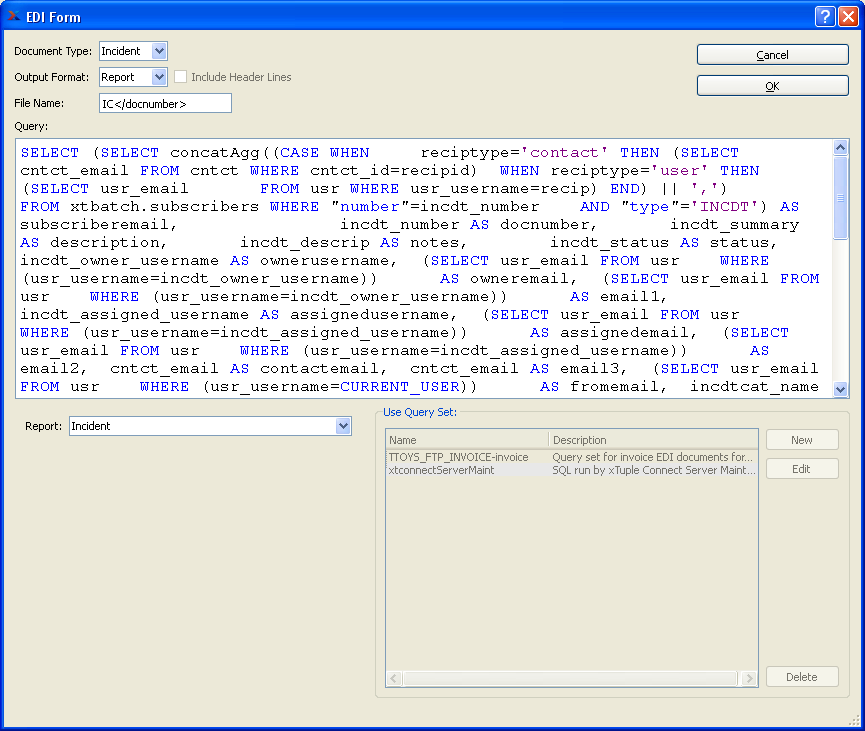 EDI Form
Document Type: Incident
Cancel
Output Format: Report Include Header Lines
OK
File Name: IC</docnumber>
Query:
SELECT (SELECT concatAgg((CASE WHEN reciptype='contact' THEN (SELECT
cntct_email FROM cntct WHERE cntct_id=recipid) WHEN reciptype='user' THEN
(SELECT usr_email FROM usr WHERE usr_username=recip) END) || ',')
FROM xtbatch.subscribers WHERE "number"=incdt_number AND "type"='INCDT') AS
subscriberemail, incdt_number AS docnumber, incdt_summary
AS description, incdt_descrip AS notes, incdt_status AS status,
incdt_owner_username AS ownerusername, (SELECT usr_email FROM usr WHERE
(usr_username=incdt_owner_username)) AS owneremail, (SELECT usr_email FROM
usr WHERE (usr_username=incdt_owner_username)) AS email1,
incdt_assigned_username AS assignedusername, (SELECT usr_email FROM usr
WHERE (usr_username=incdt_assigned_username)) AS assignedemail, (SELECT
usr_email FROM usr WHERE (usr_username=incdt_assigned_username)) AS
email2, cntct_email AS contactemail, cntct_email AS email3, (SELECT usr_email
FROM usr WHERE (usr_username=CURRENT_USER)) AS fromemail, incdtcat_name
Report: Incident
Use Query Set:
Name Description
TTOYS_FTP_INVOICE-invoice Query set for invoice EDI documents for...
xtconnectServerMaint SQL run by xTuple Connect Server Maint...
New
Edit
Delete